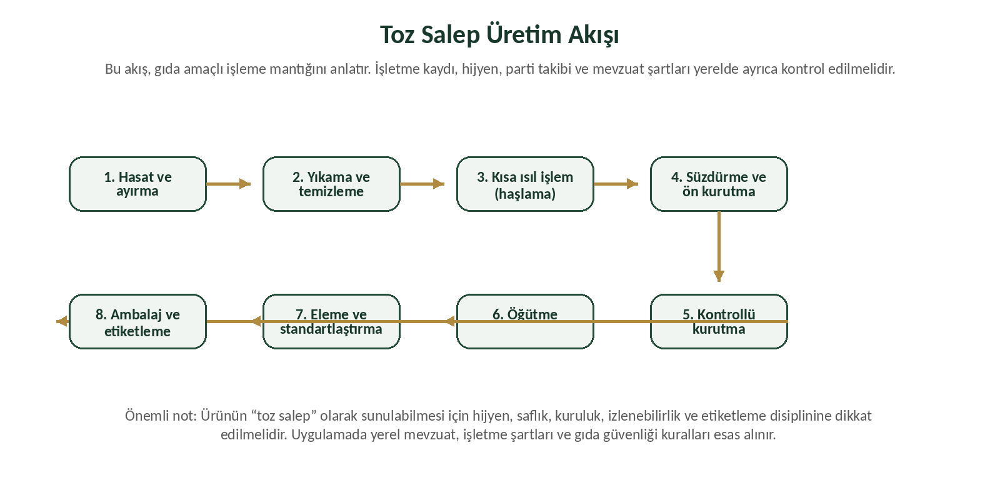 Toz Salep Üretim Akışı
Bu akış, gıda amaçlı işleme mantığını anlatır. İşletme kaydı, hijyen, parti takibi ve mevzuat şartları yerelde ayrıca kontrol edilmelidir.
1. Hasat ve
ayırma
2. Yıkama ve
temizleme
3. Kısa ısıl işlem
(haşlama)
4. Süzdürme ve
ön kurutma
5. Kontrollü
kurutma
6. Öğütme
7. Eleme ve
standartlaştırma
8. Ambalaj ve
etiketleme
Önemli not: Ürünün “toz salep” olarak sunulabilmesi için hijyen, saflık, kuruluk, izlenebilirlik ve etiketleme disiplinine dikkat
edilmelidir. Uygulamada yerel mevzuat, işletme şartları ve gıda güvenliği kuralları esas alınır.